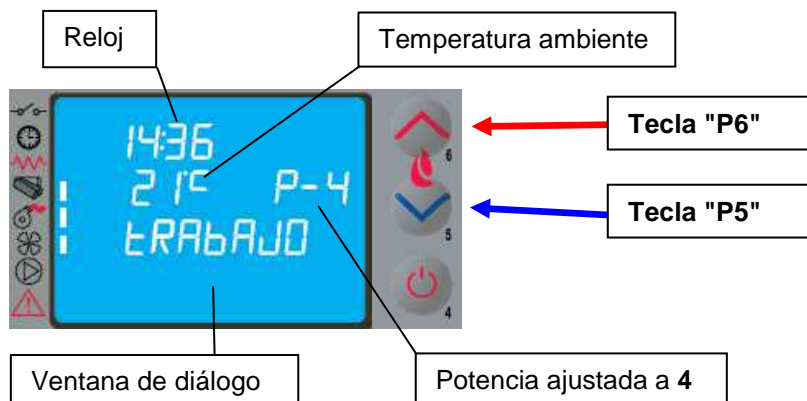 Reloj
Temperatura ambiente
14:36
21°C P-4
tRAbAJO
6
5
4
Tecla "P6"
Tecla "P5"
Ventana de diálogo
Potencia ajustada a 4